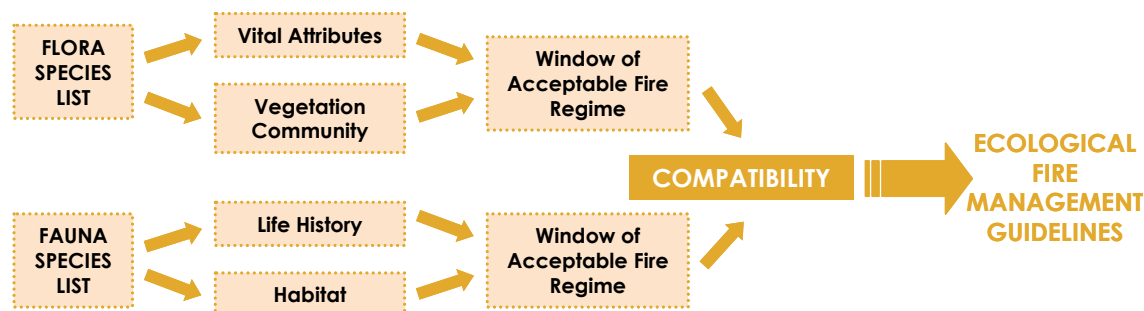 FLORA
SPECIES
LIST
Vital Attributes
Vegetation
Community
Window of
Acceptable Fire
Regime
FAUNA
SPECIES
LIST
Life History
Habitat
Window of
Acceptable Fire
Regime
COMPATIBILITY
ECOLOGICAL
FIRE
MANAGEMENT
GUIDELINES